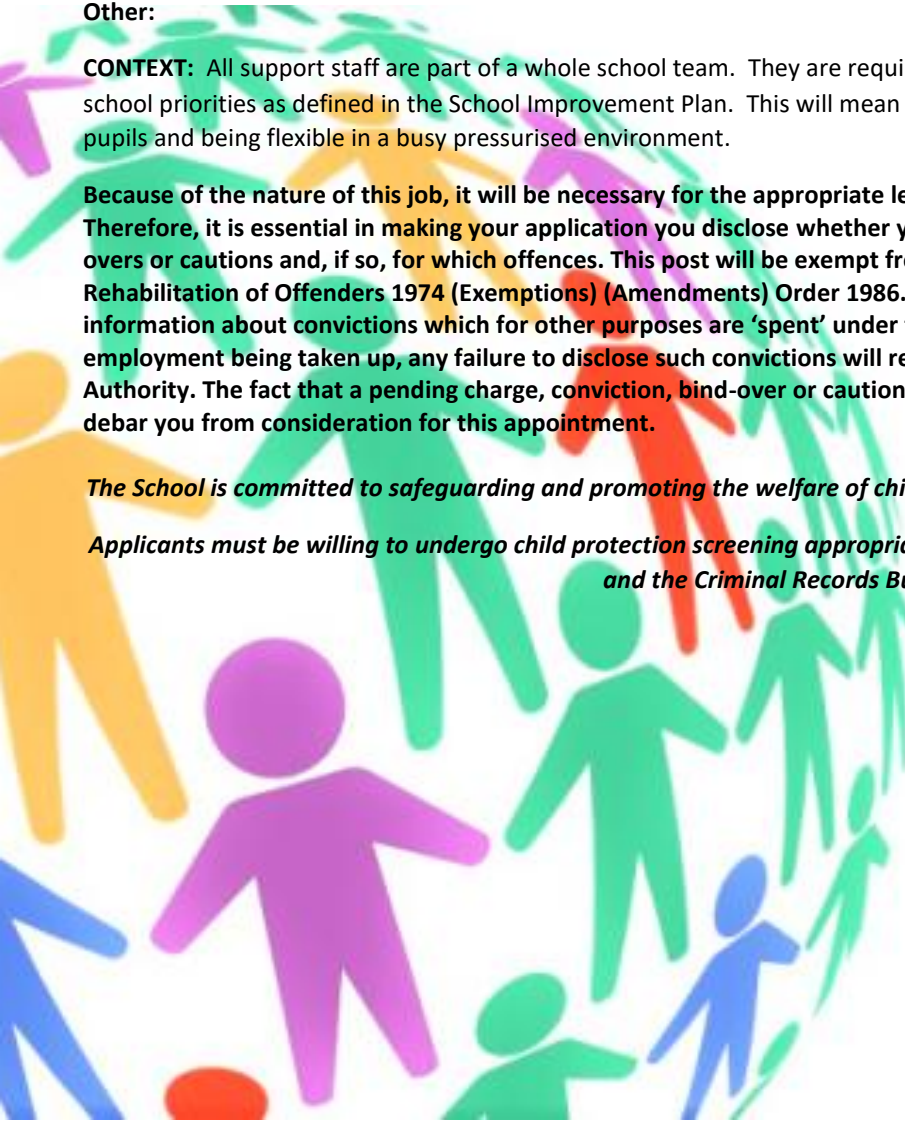 Other:
CONTEXT: All support staff are part of a whole school team. They are requi
school priorities as defined in the School Improvement Plan. This will mean
pupils and being flexible in a busy pressurised environment.
Because of the nature of this job, it will be necessary for the appropriate le
Therefore, it is essential in making your application you disclose whether y
overs or cautions and, if so, for which offences. This post will be exempt fr
Rehabilitation of Offenders 1974 (Exemptions) (Amendments) Order 1986.
information about convictions which for other purposes are ‘spent’ under
employment being taken up, any failure to disclose such convictions will re
Authority. The fact that a pending charge, conviction, bind-over or caution
debar you from consideration for this appointment.
The School is committed to safeguarding and promoting the welfare of chi
Applicants must be willing to undergo child protection screening appropri
and the Criminal Records Bu